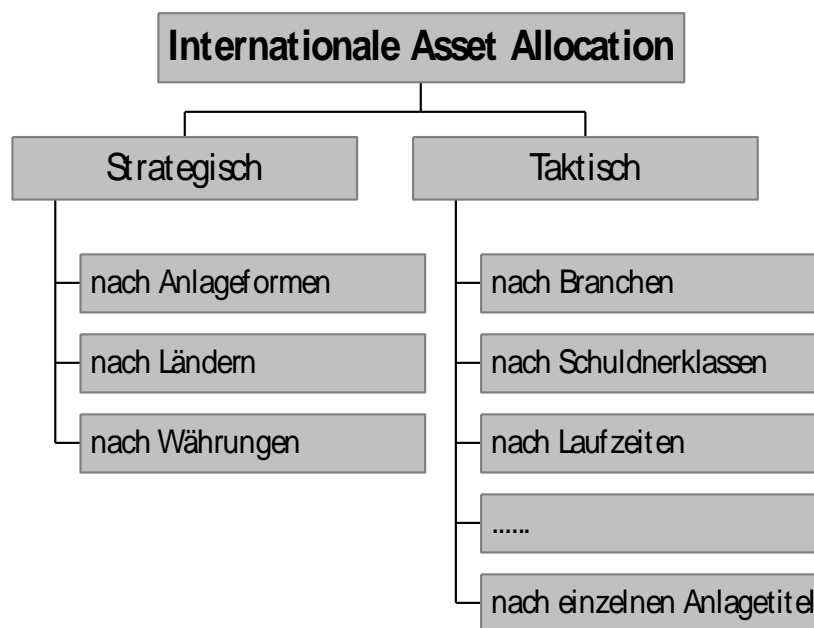 Internationale Asset Allocation
Strategisch
nach Anlageformen
nach Ländern
nach Währungen
Taktisch
nach Branchen
nach Schuldnerklassen
nach Laufzeiten
......
nach einzelnen Anlagetitel